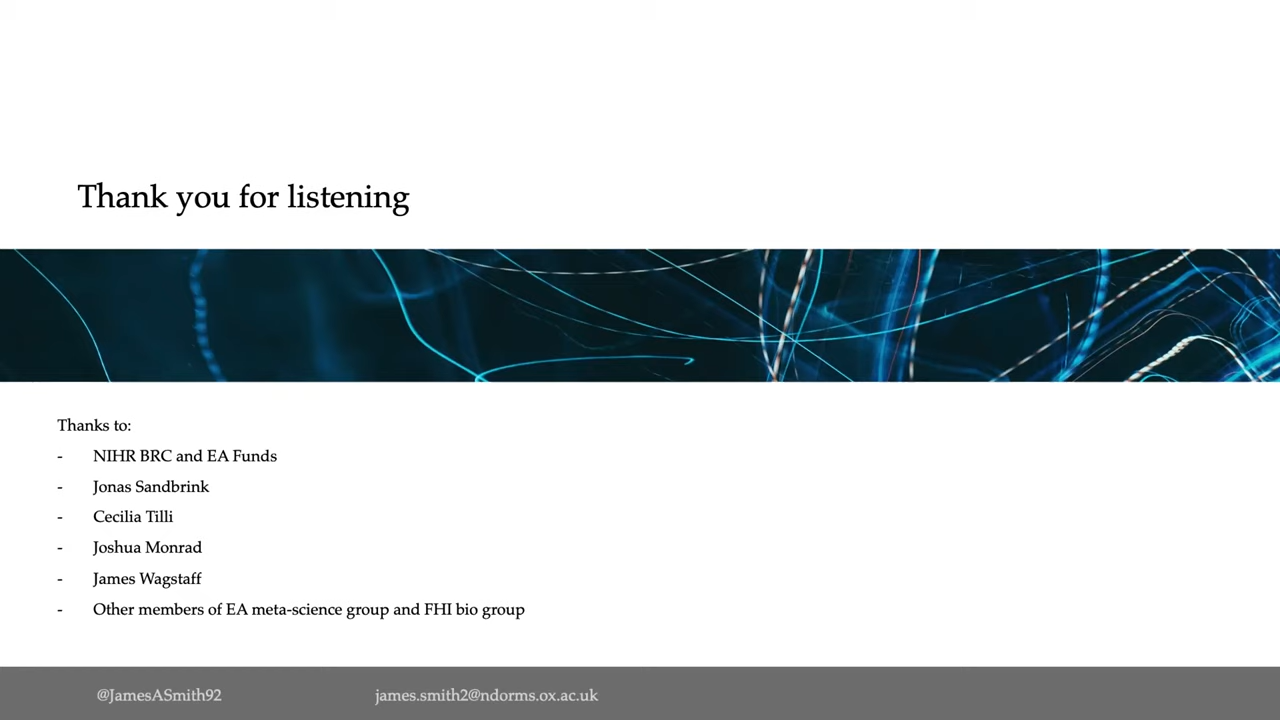 Thank you for listening
Thanks to:
- NIHR BRC and EA Funds
- Jonas Sandbrink
- Cecilia Tilli
- Joshua Monrad
- James Wagstaff
- Other members of EA meta-science group and FHI bio group
@JamesASmith92 james.smith2@ndorms.ox.ac.uk